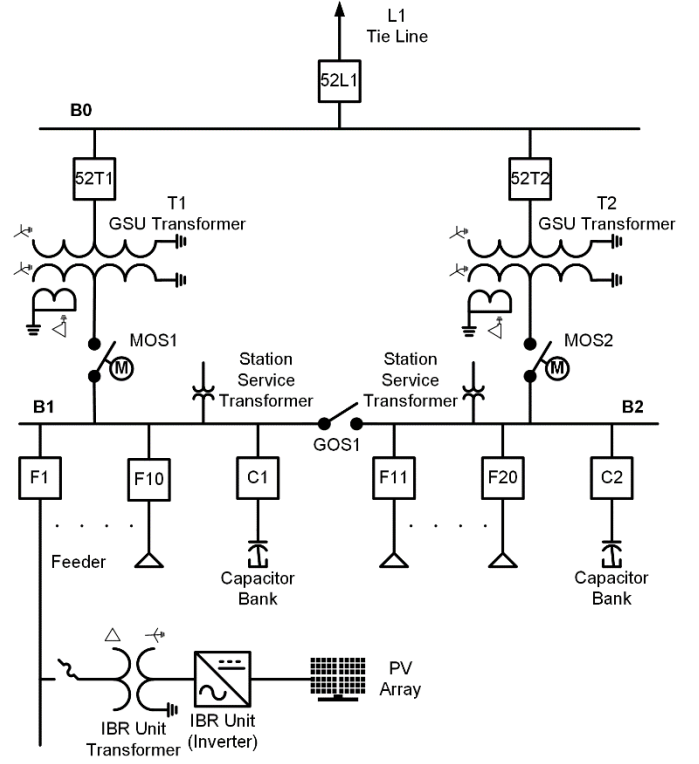 L1
Tie Line
52L1
B0
52T1
52T2
T1
GSU Transformer
T2
GSU Transformer
MOS1
M
MOS2
M
Station
Service
Transformer
Station
Service
Transformer
B1
B2
GOS1
F1
F10
C1
F11
F20
C2
Feeder
Capacitor
Bank
Capacitor
Bank
IBR Unit
Transformer
IBR Unit
(Inverter)
PV
Array